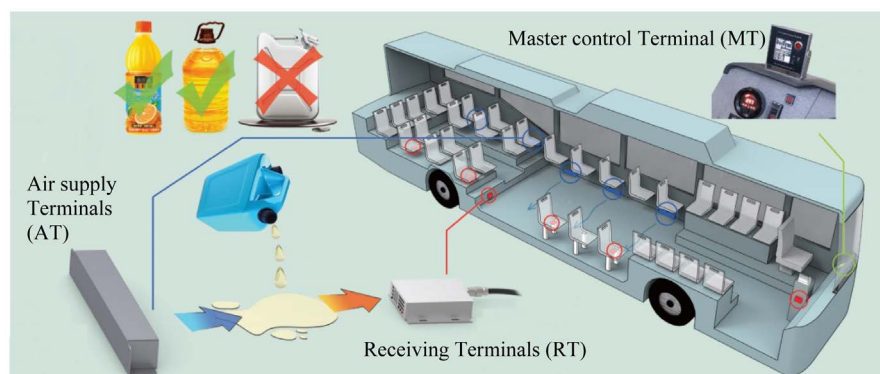 Master control Terminal (MT)
Air supply
Terminals
(AT)
Receiving Terminals (RT)